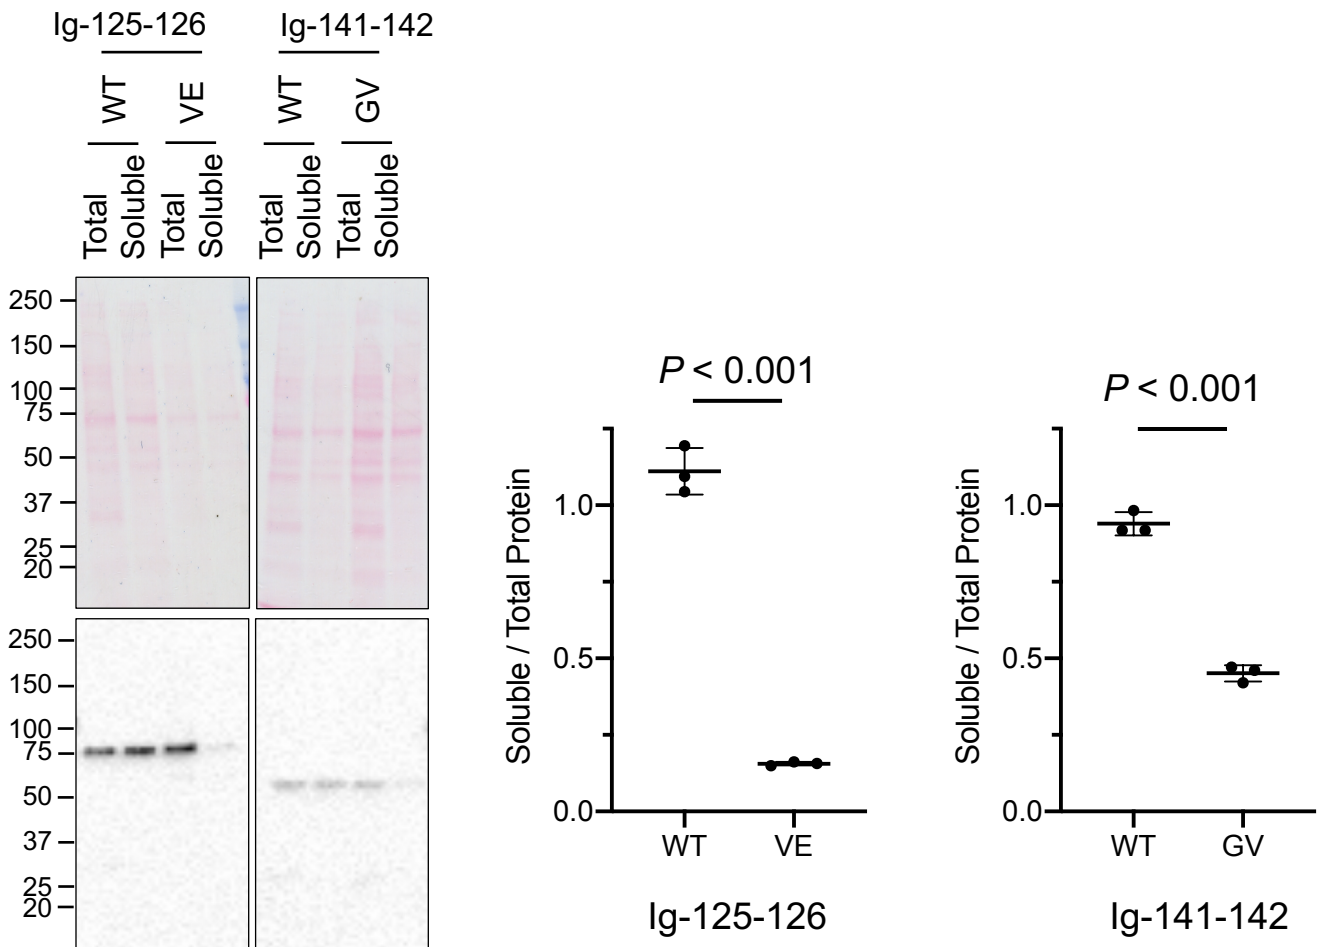 Ig-125-126
Ig-141-142
WT
VE
WT
GV
Total
Soluble
Total
Soluble
Total
Soluble
Total
Soluble
250
150
100
75
50
37
25
20
250
150
100
75
50
37
25
20
P < 0.001
Soluble / Total Protein
1.0
0.5
0.0
WT
VE
Ig-125-126
P < 0.001
Soluble / Total Protein
1.0
0.5
0.0
WT
GV
Ig-141-142